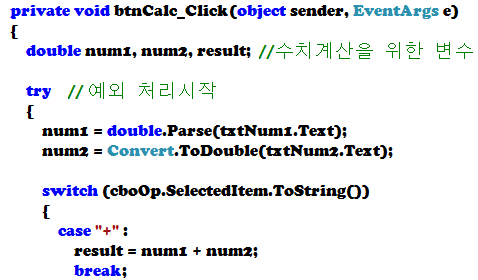 private void btnCalc_Click(object sender, EventArgs e)
{
double num1, num2, result; //수치계산을 위한 변수
try // 예외 처리시작
{
num1 = double.Parse(txtNum1.Text);
num2 = Convert.ToDouble(txtNum2.Text);
switch (cboOp.SelectedItem.ToString())
{
case "+" :
result = num1 + num2;
break;